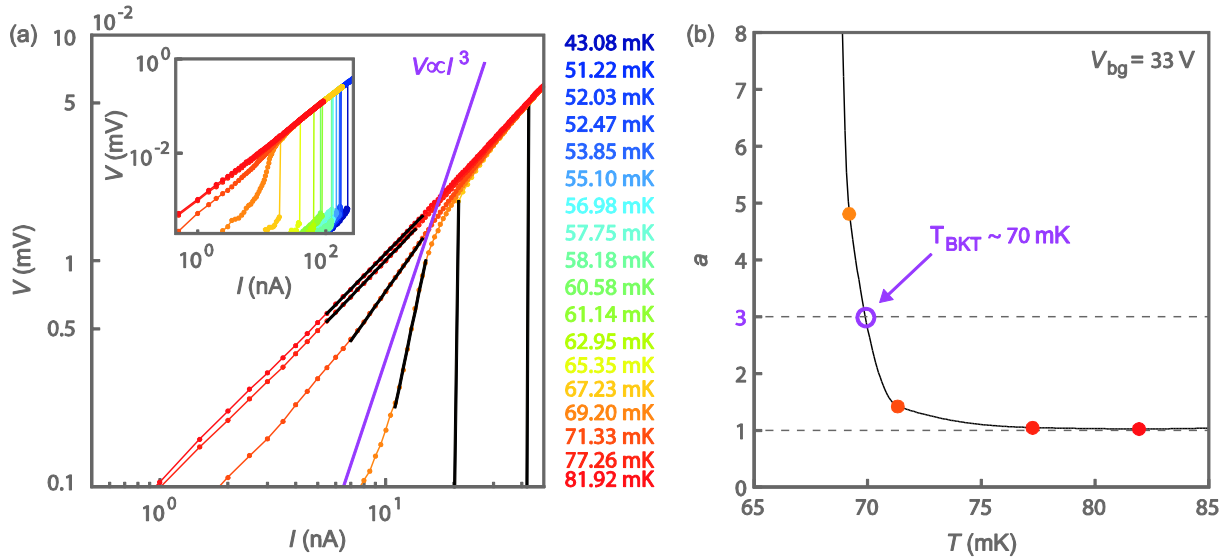 (a)
10⁻²
10
5
1
0.5
0.1
V (mV)
10⁰
10¹
I (nA)
V∝I ³
10⁰
10⁻²
V (mV)
10⁰
10²
I (nA)
43.08 mK
51.22 mK
52.03 mK
52.47 mK
53.85 mK
55.10 mK
56.98 mK
57.75 mK
58.18 mK
60.58 mK
61.14 mK
62.95 mK
65.35 mK
67.23 mK
69.20 mK
71.33 mK
77.26 mK
81.92 mK
(b)
V_bg = 33 V
T_BKT ~ 70 mK
8
7
6
5
4
3
2
1
0
a
65
70
75
80
85
T (mK)